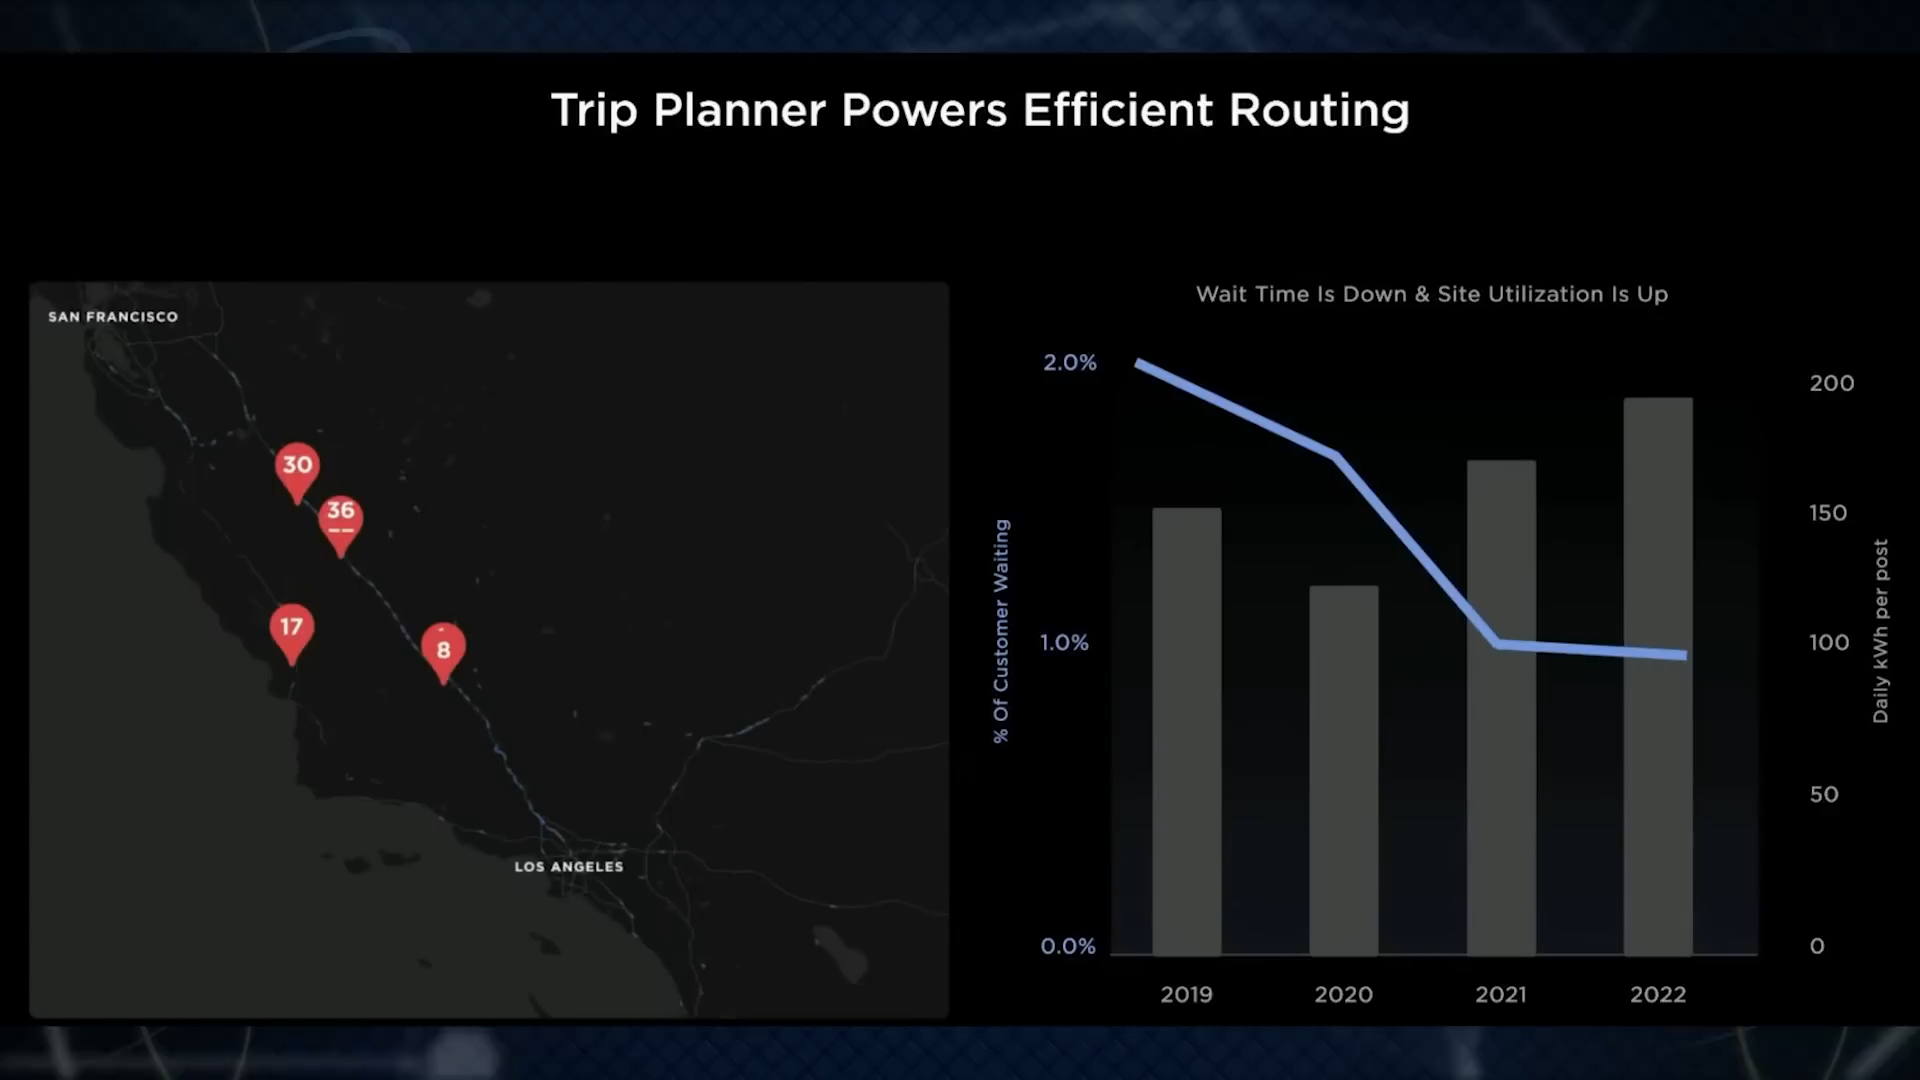 Trip Planner Powers Efficient Routing
SAN FRANCISCO
30
36
17
8
LOS ANGELES
Wait Time Is Down & Site Utilization Is Up
2.0%
1.0%
0.0%
% Of Customer Waiting
200
150
100
50
0
Daily kWh per post
2019 2020 2021 2022